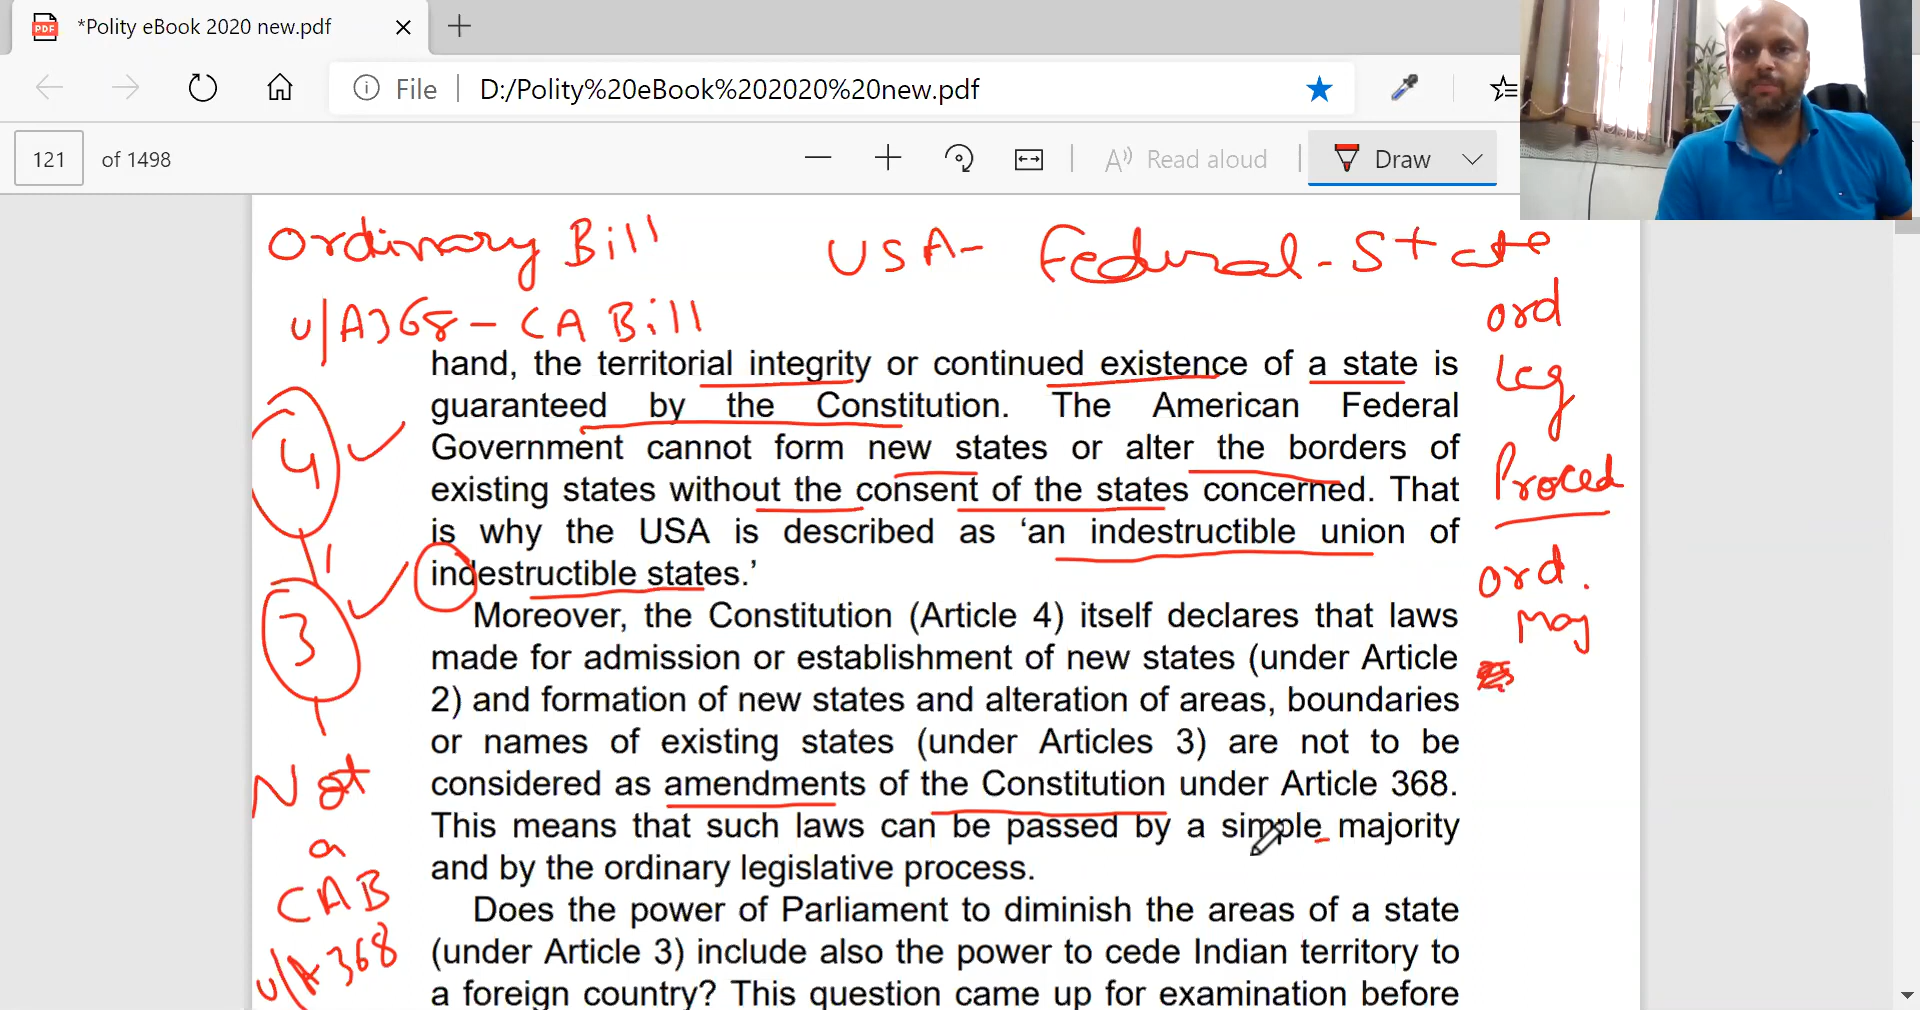 *Polity eBook 2020 new.pdf
File
D:/Polity%20eBook%202020%20new.pdf
121 of 1498
Read aloud
Draw
Ordinary Bill
USA- Federal-State
u/A368-CA Bill
ord
Leg
Proced
ord.
Maj
hand, the territorial integrity or continued existence of a state is
guaranteed by the Constitution. The American Federal
Government cannot form new states or alter the borders of
existing states without the consent of the states concerned. That
is why the USA is described as ‘an indestructible union of
indestructible states.’
Moreover, the Constitution (Article 4) itself declares that laws
made for admission or establishment of new states (under Article
2) and formation of new states and alteration of areas, boundaries
or names of existing states (under Articles 3) are not to be
considered as amendments of the Constitution under Article 368.
This means that such laws can be passed by a simple majority
and by the ordinary legislative process.
Does the power of Parliament to diminish the areas of a state
(under Article 3) include also the power to cede Indian territory to
a foreign country? This question came up for examination before
4
3
Not
a
CAB
u/A368
PDF